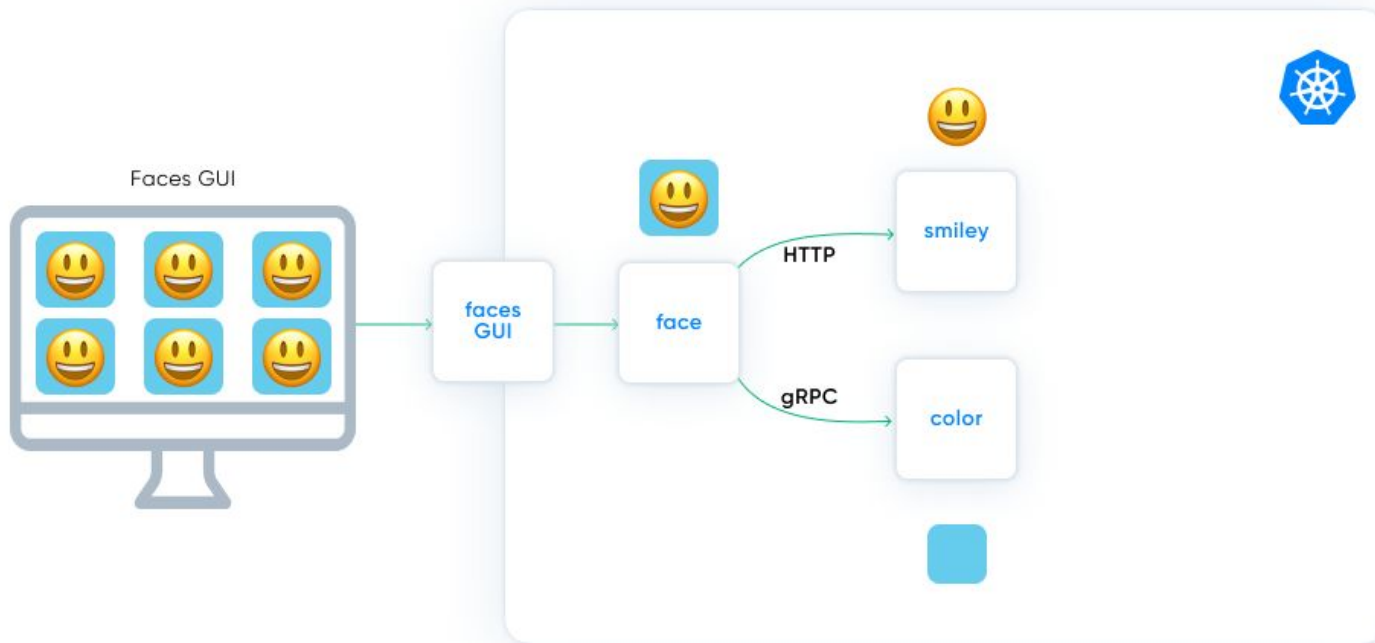 Faces GUI
faces
GUI
face
HTTP
smiley
gRPC
color